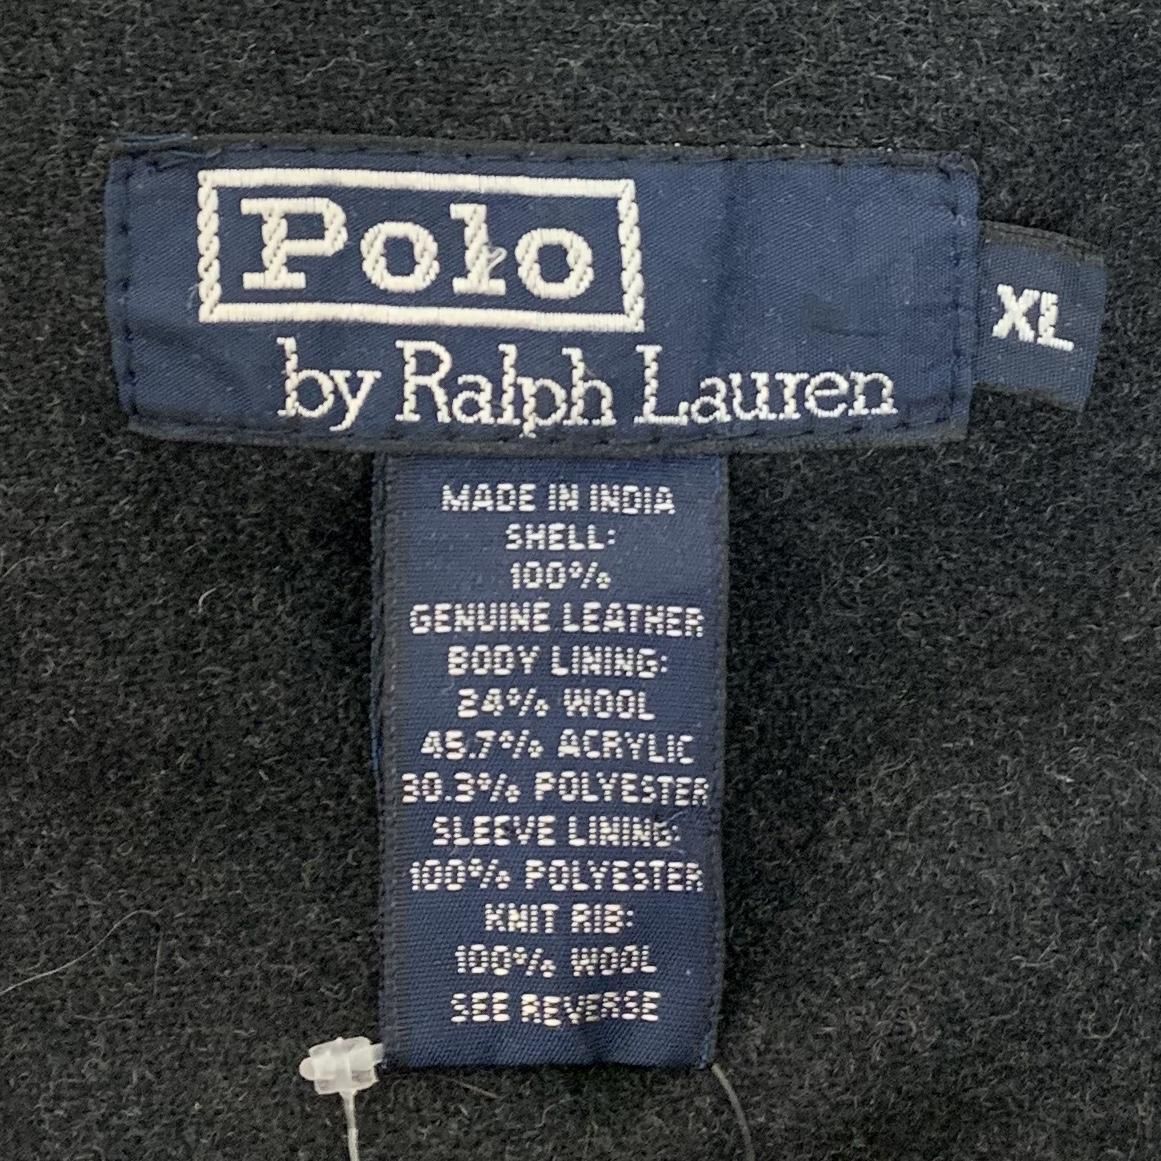 Polo
by Ralph Lauren
XL
MADE IN INDIA
SHELL:
100%
GENUINE LEATHER
BODY LINING:
24% WOOL
45.7% ACRYLIC
30.3% POLYESTER
SLEEVE LINING:
100% POLYESTER
KNIT RIB:
100% WOOL
SEE REVERSE